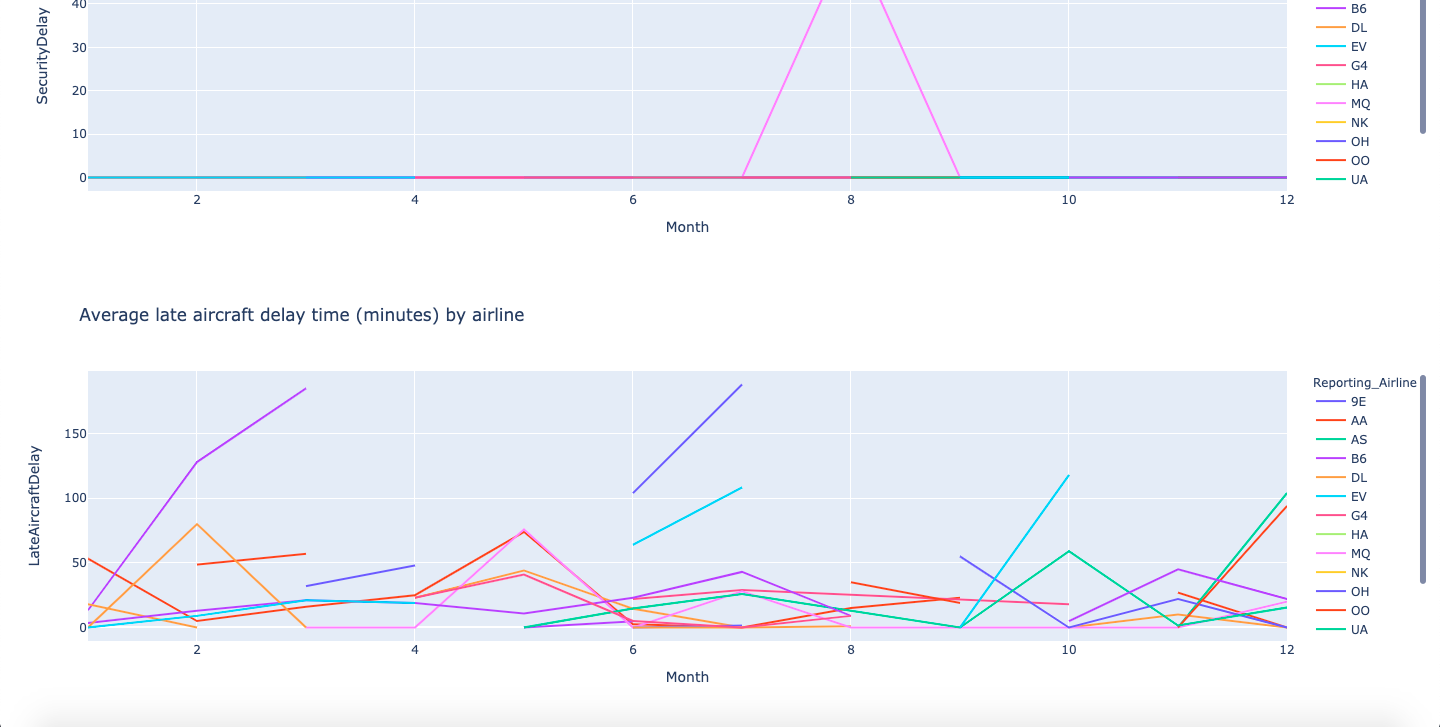 40
30
20
10
0
SecurityDelay
2 4 6 8 10 12
Month
B6
DL
EV
G4
HA
MQ
NK
OH
OO
UA
Average late aircraft delay time (minutes) by airline
150
100
50
0
LateAircraftDelay
2 4 6 8 10 12
Month
Reporting_Airline
9E
AA
AS
B6
DL
EV
G4
HA
MQ
NK
OH
OO
UA